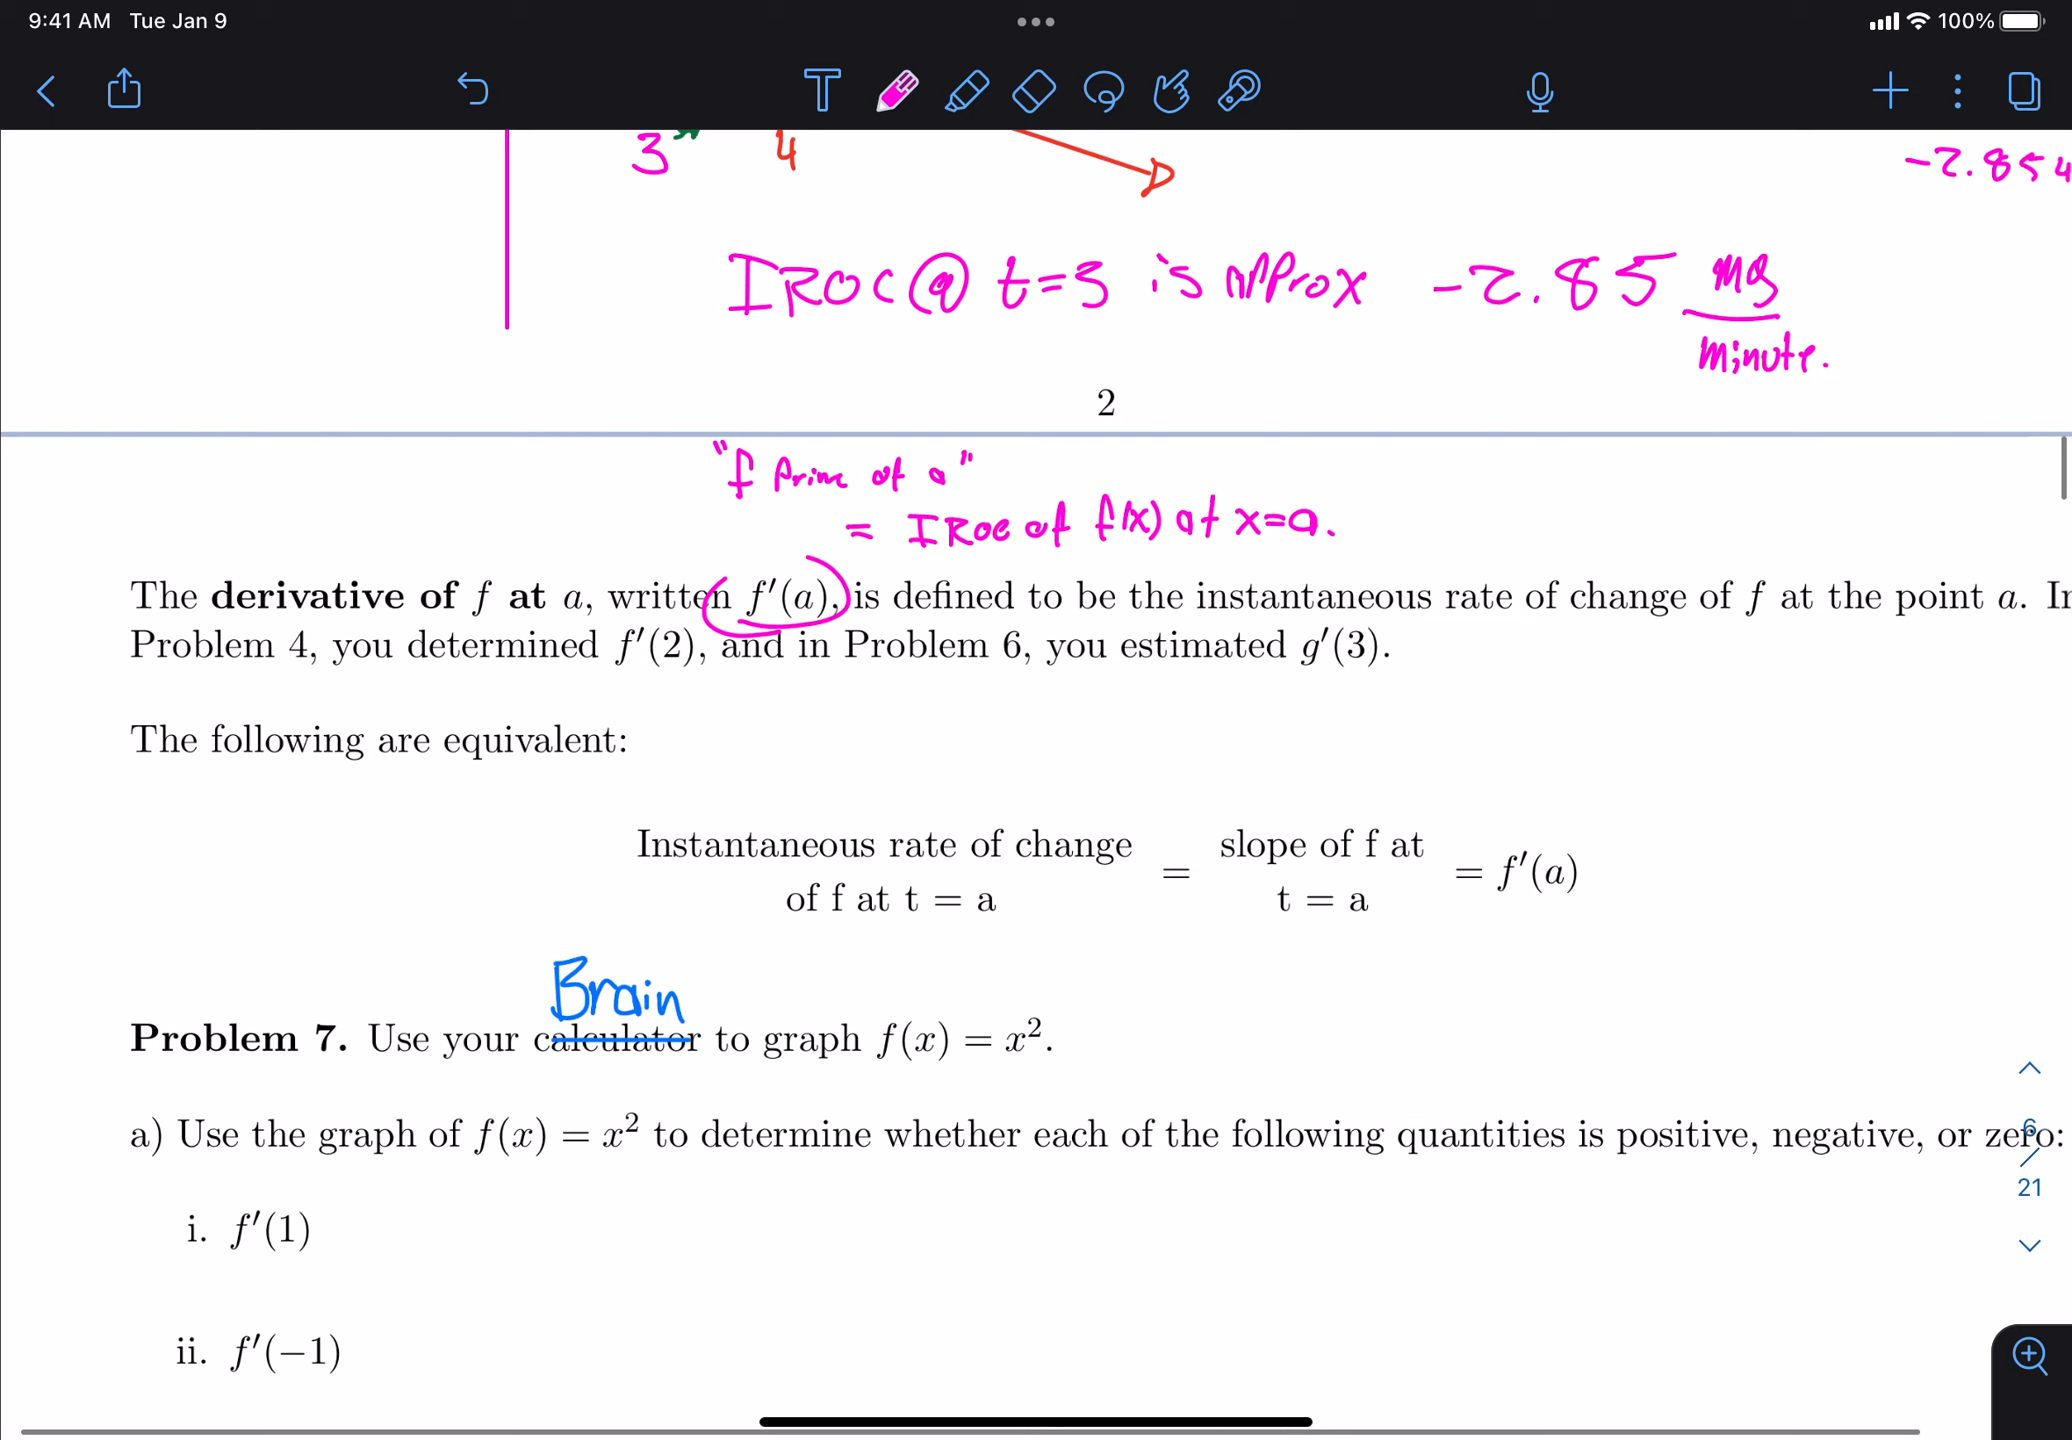 9:41 AM Tue Jan 9
100%
3 4
-2.854
IROC @ t=3 is approx -2.85 mg
minute.
2
"f prime of a"
= IROC of f(x) at x=a.
The derivative of f at a, written f′(a), is defined to be the instantaneous rate of change of f at the point a. In
Problem 4, you determined f′(2), and in Problem 6, you estimated g′(3).
The following are equivalent:
Instantaneous rate of change
of f at t = a
=
slope of f at
t = a
= f′(a)
Brain
Problem 7. Use your calculator to graph f(x) = x².
a) Use the graph of f(x) = x² to determine whether each of the following quantities is positive, negative, or zero:
6
/
21
i. f′(1)
ii. f′(−1)